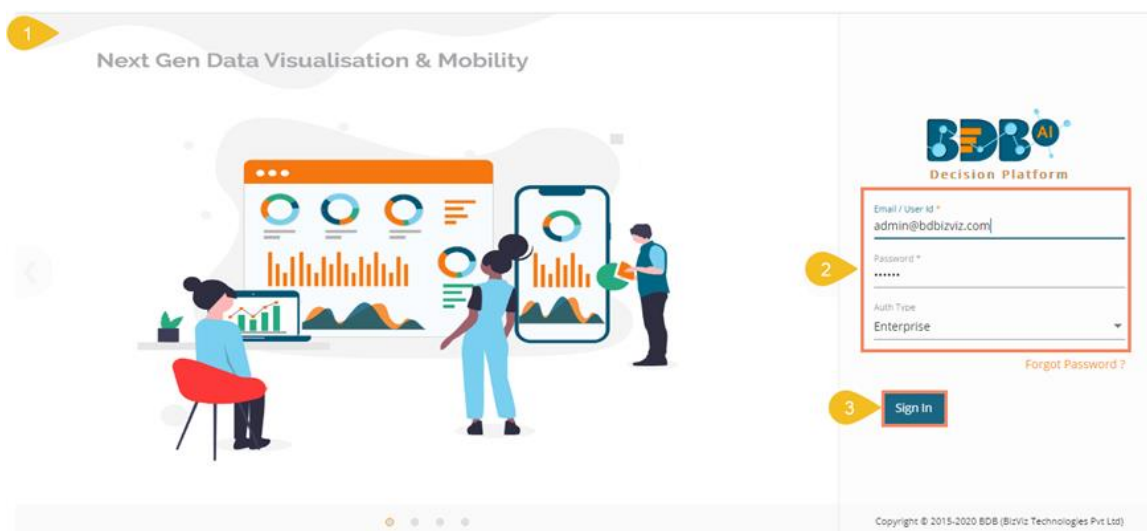 1
Next Gen Data Visualisation & Mobility
BDB AI
Decision Platform
Email / User Id *
admin@bdbizviz.com
2
Password *
••••••
Auth Type
Enterprise
Forgot Password ?
3
Sign In
Copyright © 2015-2020 BDB (BizViz Technologies Pvt Ltd)